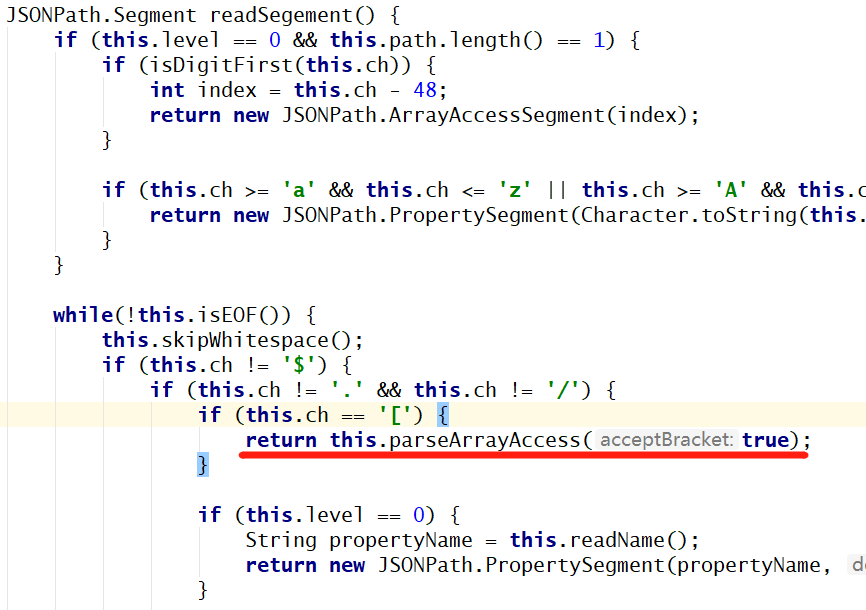 JSONPath.Segment readSegement() {
if (this.level == 0 && this.path.length() == 1) {
if (isDigitFirst(this.ch)) {
int index = this.ch - 48;
return new JSONPath.ArrayAccessSegment(index);
}
if (this.ch >= 'a' && this.ch <= 'z' || this.ch >= 'A' && this.c
return new JSONPath.PropertySegment(Character.toString(this.
}
}
while(!this.isEOF()) {
this.skipWhitespace();
if (this.ch != '$') {
if (this.ch != '.' && this.ch != '/') {
if (this.ch == '[') {
return this.parseArrayAccess( acceptBracket: true);
}
if (this.level == 0) {
String propertyName = this.readName();
return new JSONPath.PropertySegment(propertyName, de
}